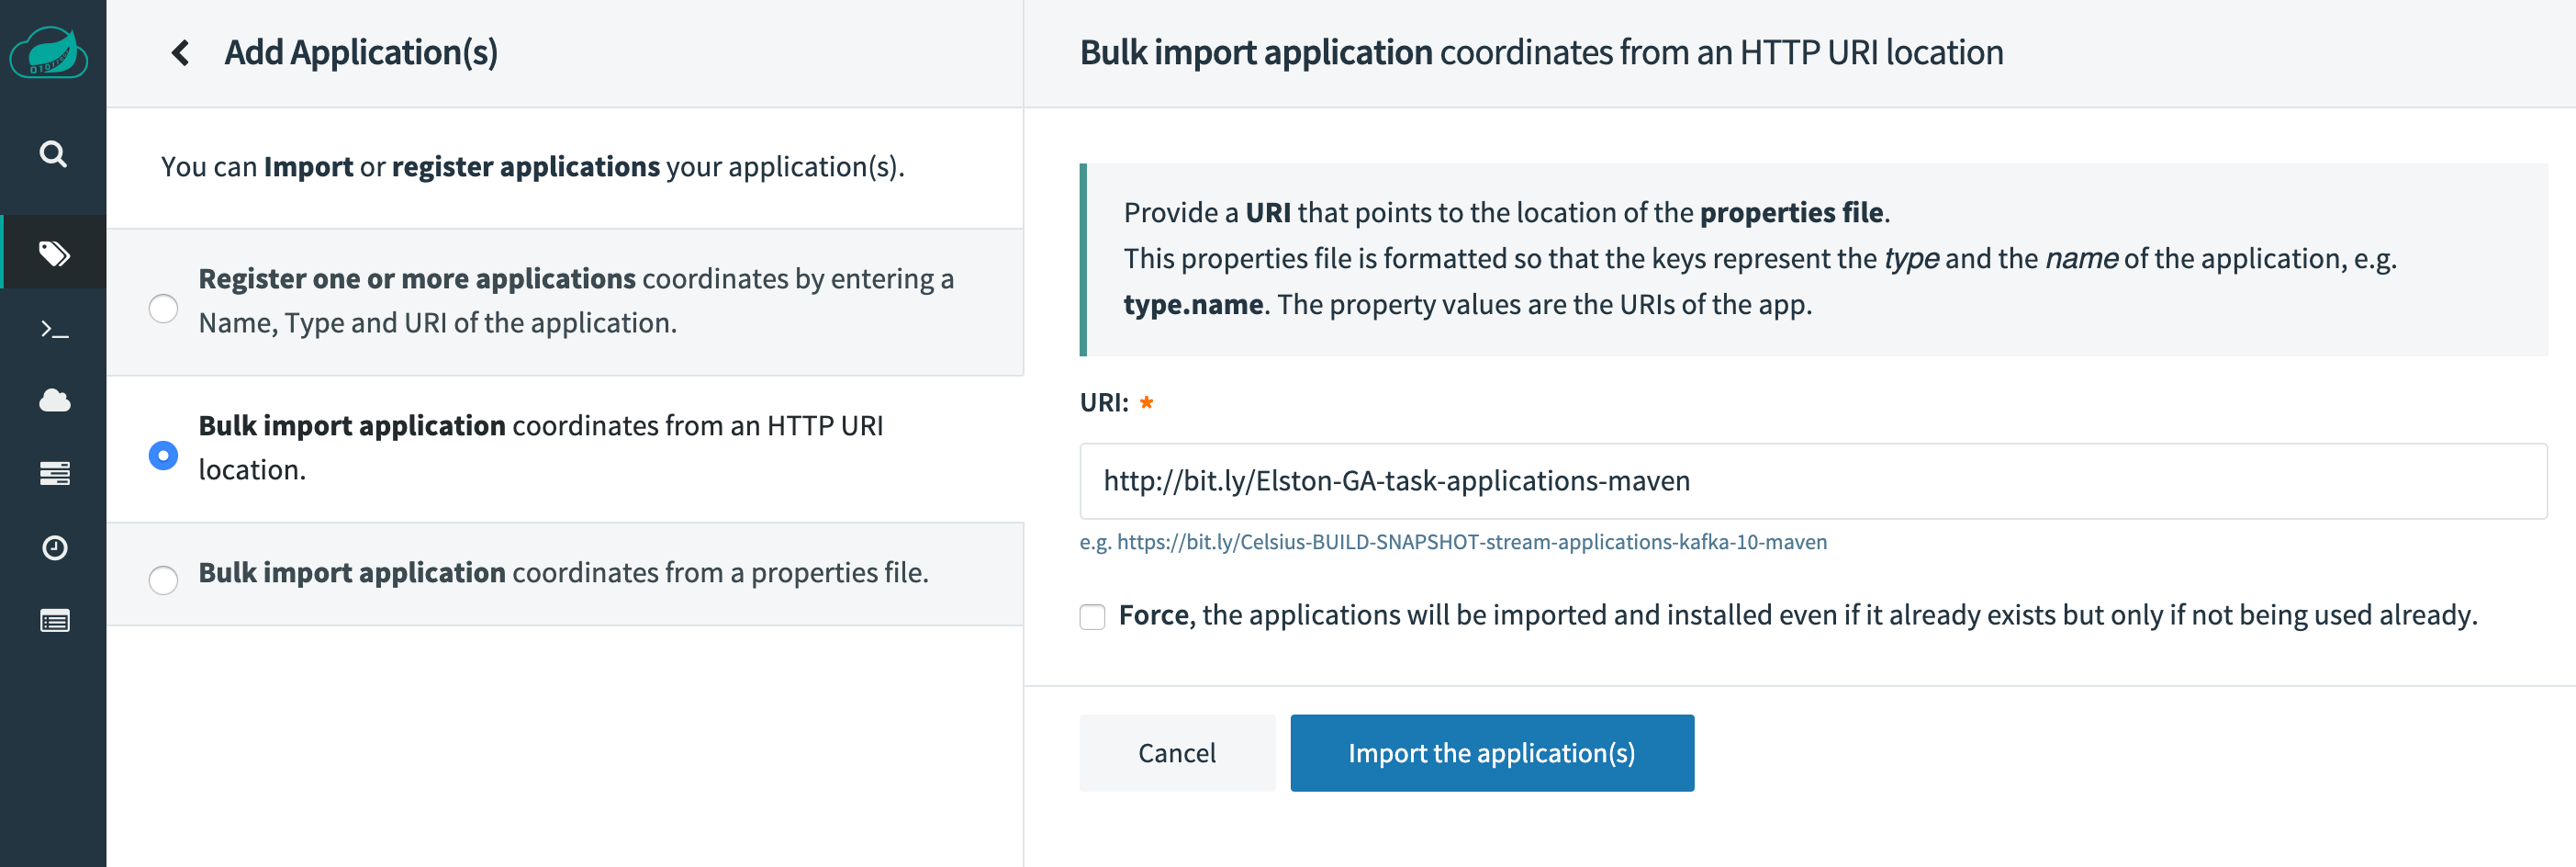 Add Application(s)
You can Import or register applications your application(s).
Register one or more applications coordinates by entering a
Name, Type and URI of the application.
Bulk import application coordinates from an HTTP URI
location.
Bulk import application coordinates from a properties file.
Bulk import application coordinates from an HTTP URI location
Provide a URI that points to the location of the properties file.
This properties file is formatted so that the keys represent the type and the name of the application, e.g.
type.name. The property values are the URIs of the app.
URI: *
http://bit.ly/Elston-GA-task-applications-maven
e.g. https://bit.ly/Celsius-BUILD-SNAPSHOT-stream-applications-kafka-10-maven
Force, the applications will be imported and installed even if it already exists but only if not being used already.
Cancel
Import the application(s)